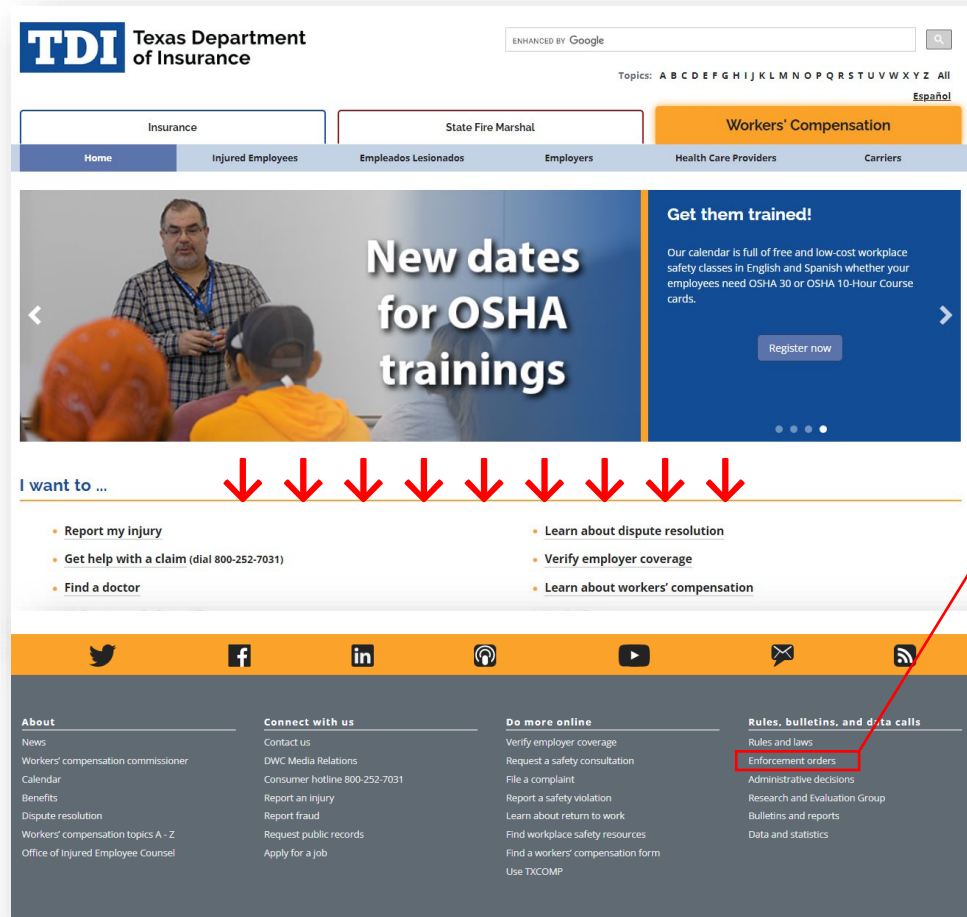 TDI Texas Department
of Insurance
ENHANCED BY Google
Topics: A B C D E F G H I J K L M N O P Q R S T U V W X Y Z All
Español
Insurance
State Fire Marshal
Workers' Compensation
Home Injured Employees Empleados Lesionados Employers Health Care Providers Carriers
New dates
for OSHA
trainings
Get them trained!
Our calendar is full of free and low-cost workplace
safety classes in English and Spanish whether your
employees need OSHA 30 or OSHA 10-Hour Course
cards.
Register now
I want to ...
• Report my injury
• Get help with a claim (dial 800-252-7031)
• Find a doctor
• Learn about dispute resolution
• Verify employer coverage
• Learn about workers' compensation
About
News
Workers' compensation commissioner
Calendar
Benefits
Dispute resolution
Workers' compensation topics A - Z
Office of Injured Employee Counsel
Connect with us
Contact us
DWC Media Relations
Consumer hotline 800-252-7031
Report an injury
Report fraud
Request public records
Apply for a job
Do more online
Verify employer coverage
Request a safety consultation
File a complaint
Report a safety violation
Learn about return to work
Find workplace safety resources
Find a workers' compensation form
Use TXCOMP
Rules, bulletins, and data calls
Rules and laws
Enforcement orders
Administrative decisions
Research and Evaluation Group
Bulletins and reports
Data and statistics